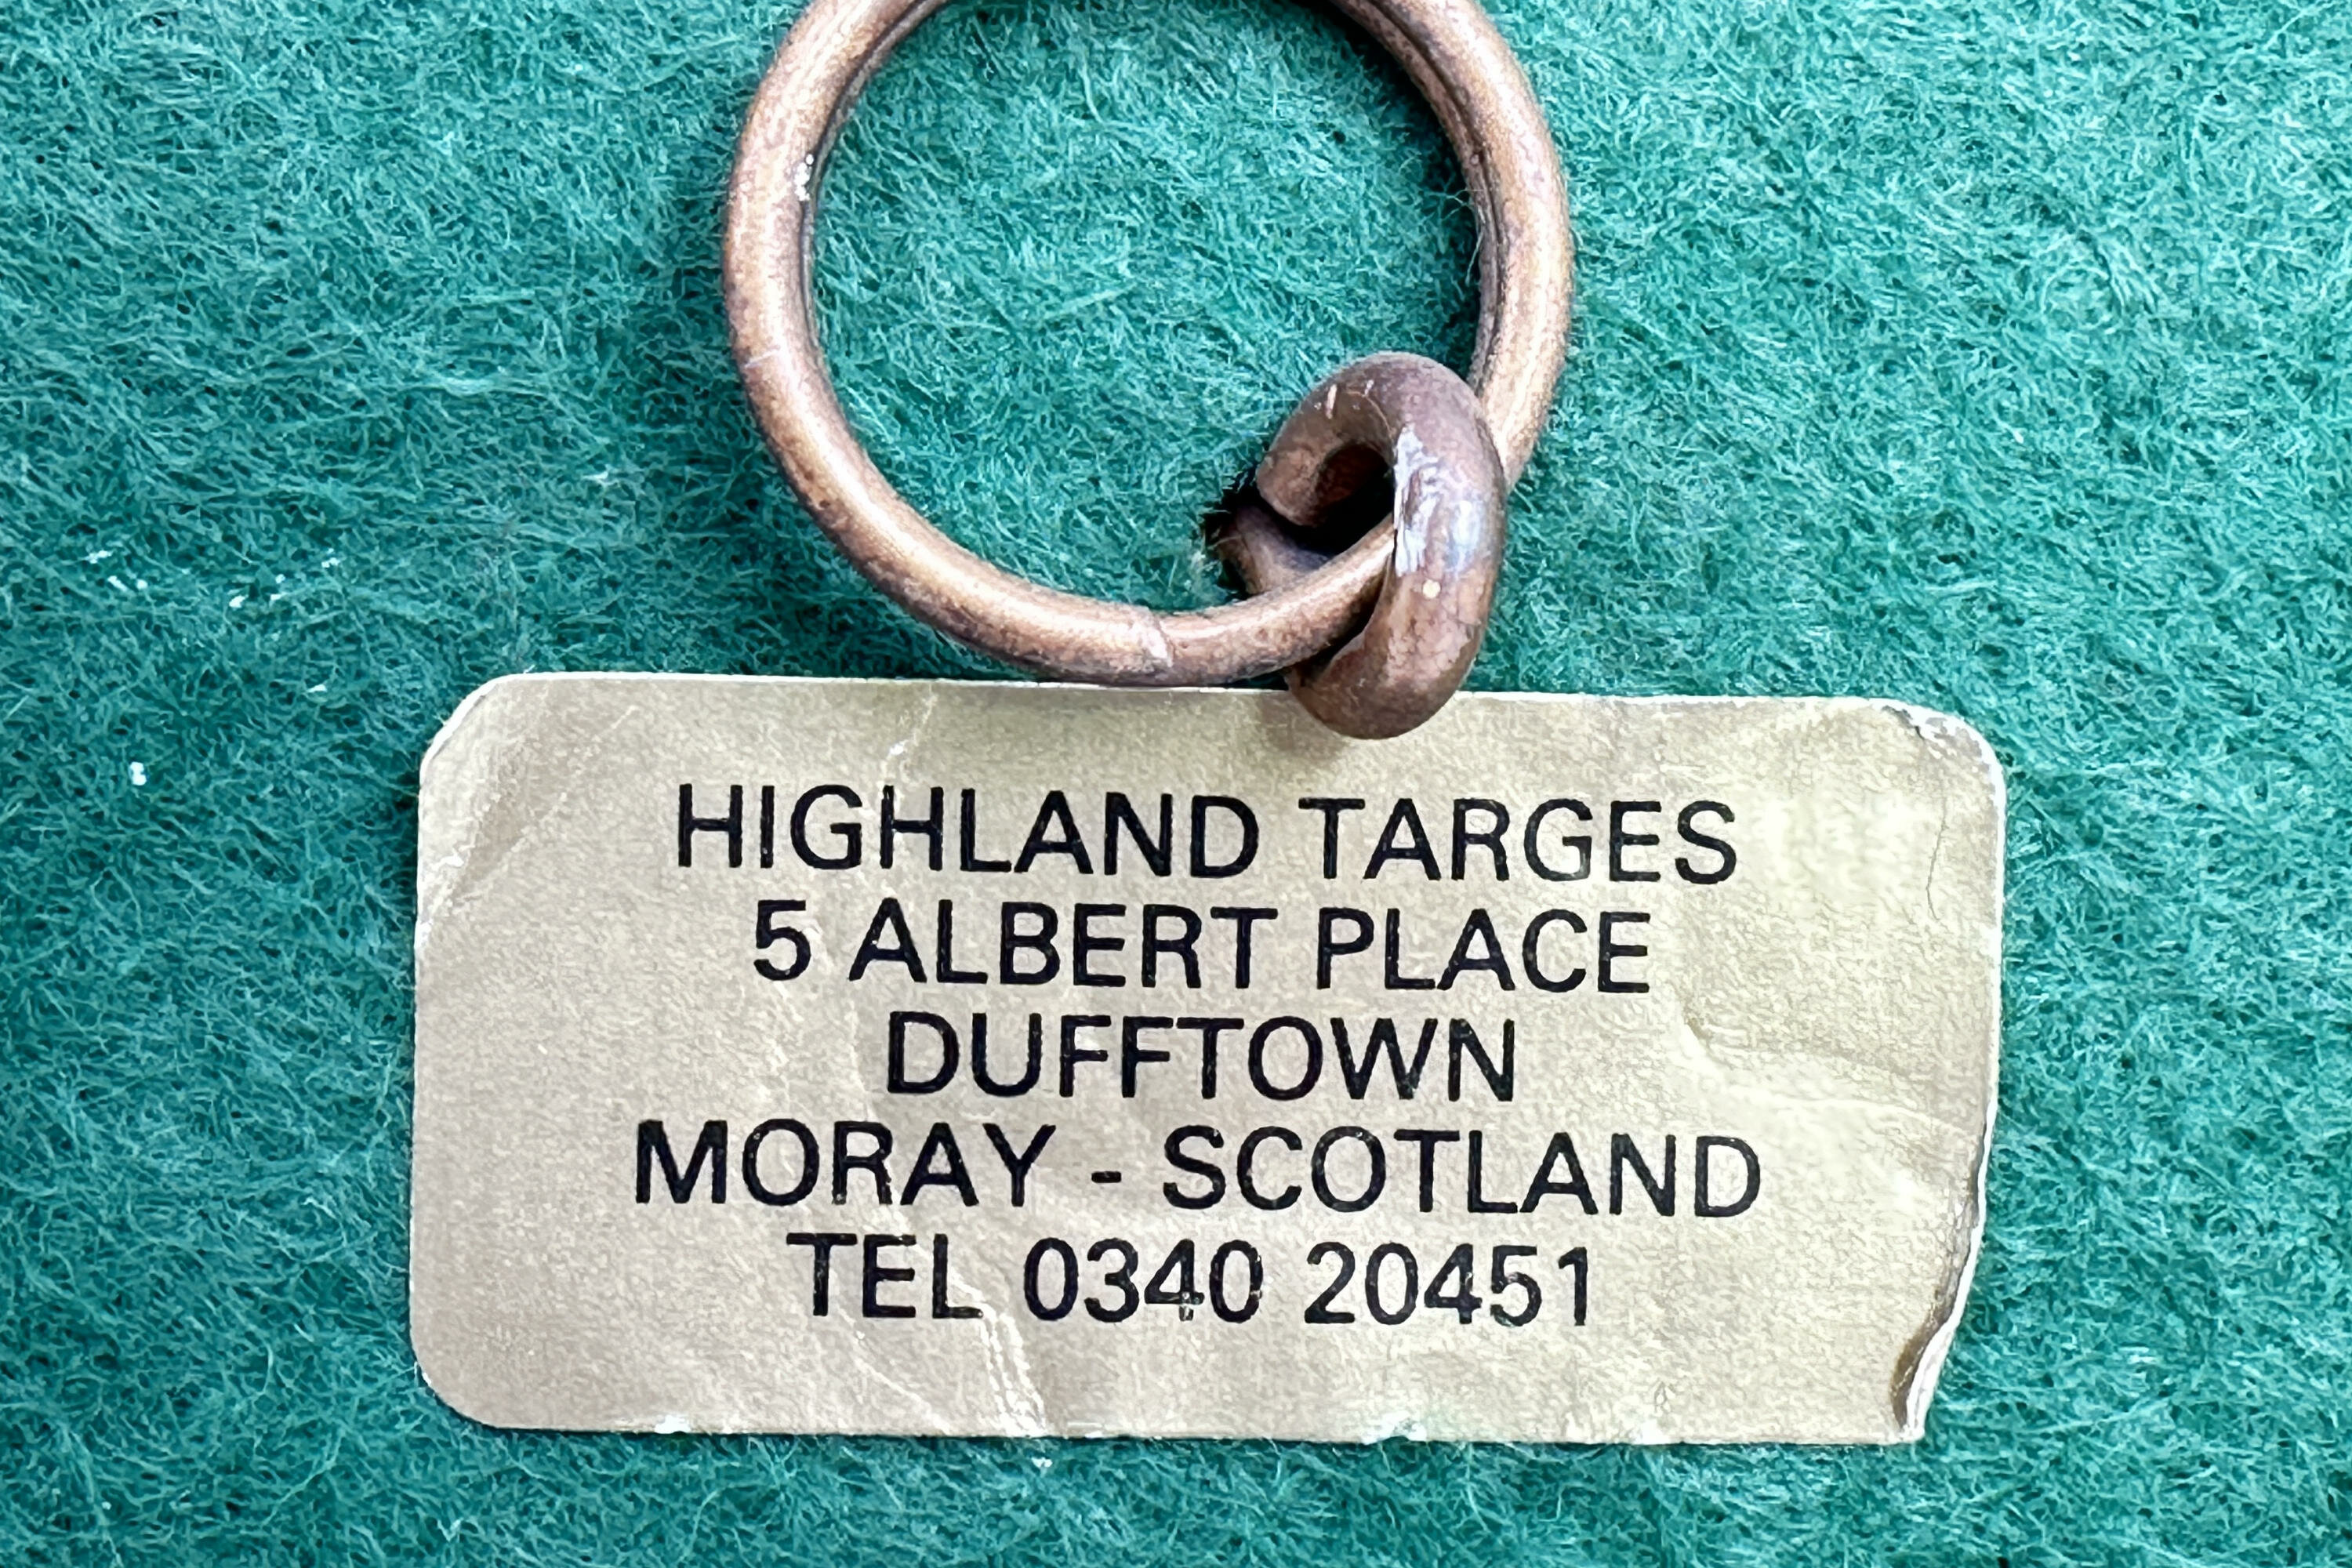 HIGHLAND TARGES
5 ALBERT PLACE
DUFFTOWN
MORAY - SCOTLAND
TEL 0340 20451